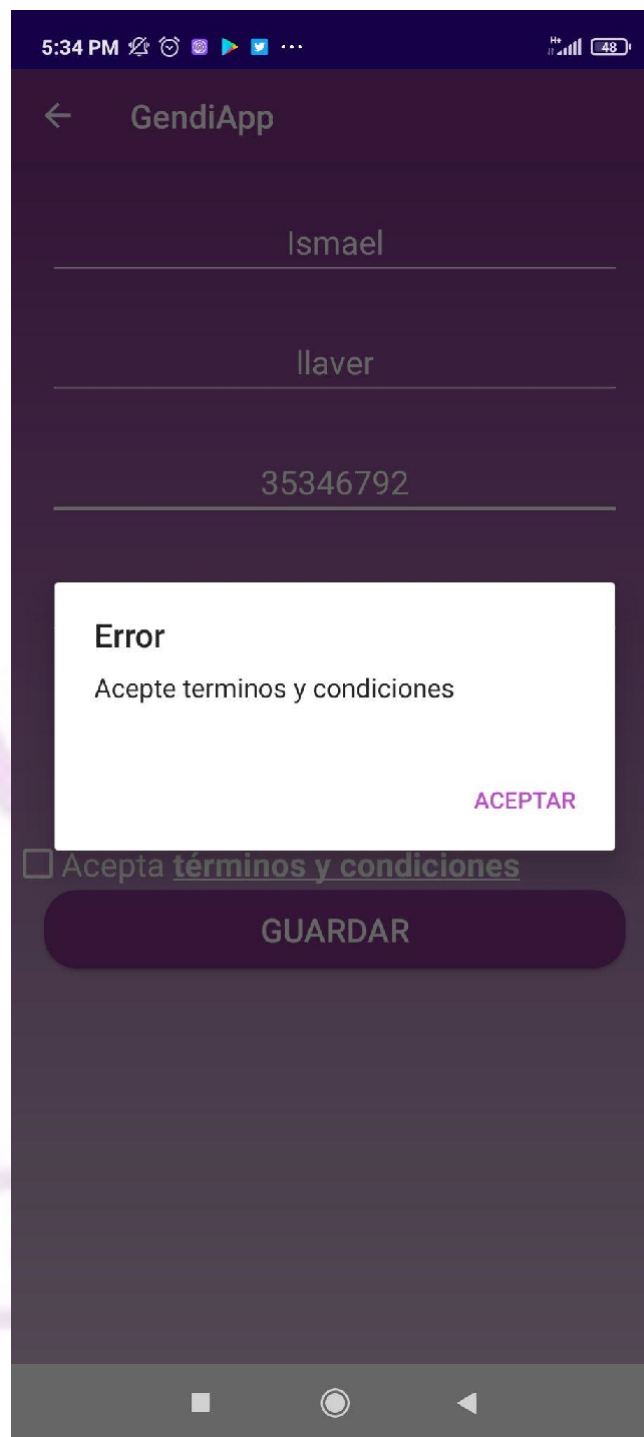 5:34 PM ... H+ 48
GendiApp
Ismael
llaver
35346792
Error
Acepte terminos y condiciones
ACEPTAR
Acepta términos y condiciones
GUARDAR